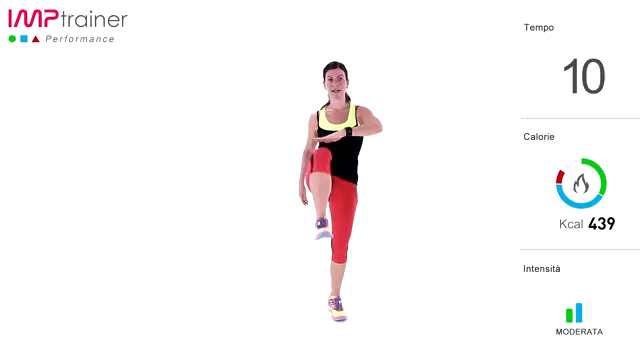 IMPtrainer
Performance
Tempo
10
Calorie
Kcal 439
Intensità
MODERATA